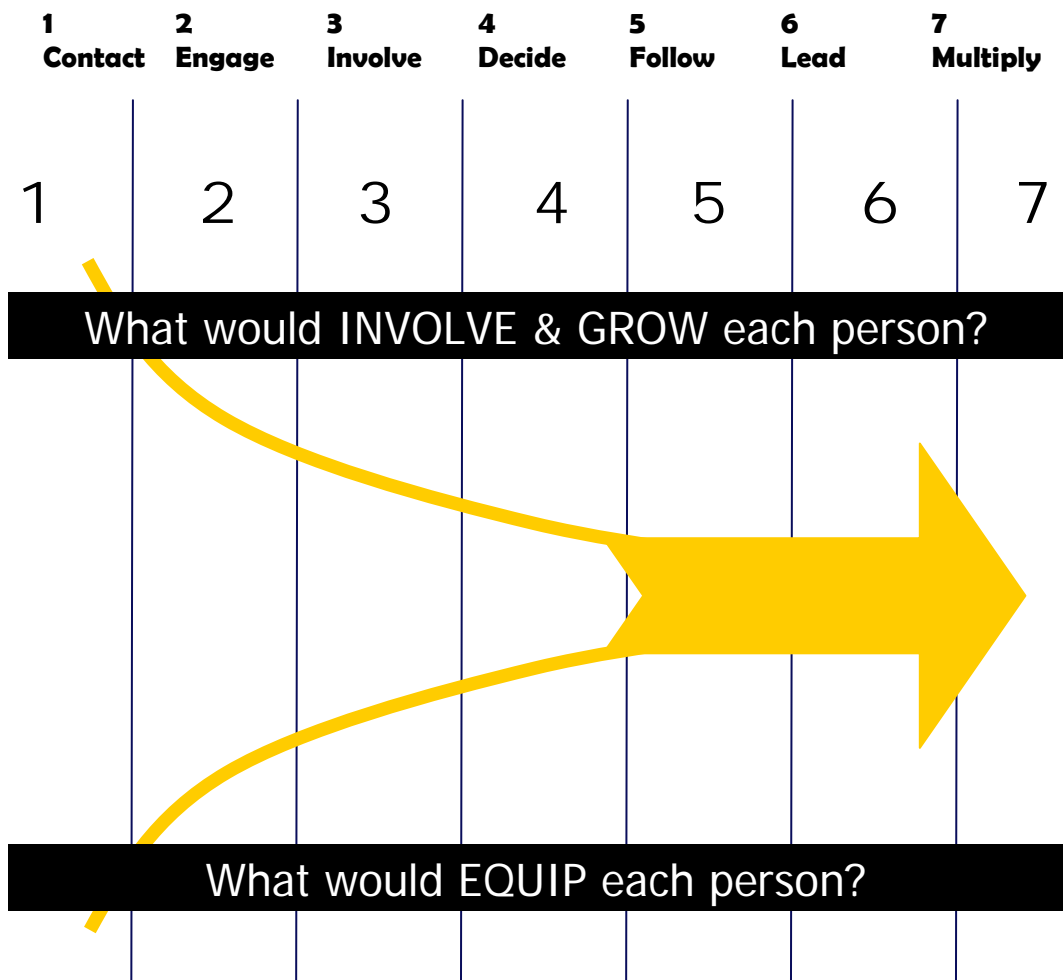 1 2 3 4 5 6 7
Contact Engage Involve Decide Follow Lead Multiply
1 2 3 4 5 6 7
What would INVOLVE & GROW each person?
What would EQUIP each person?